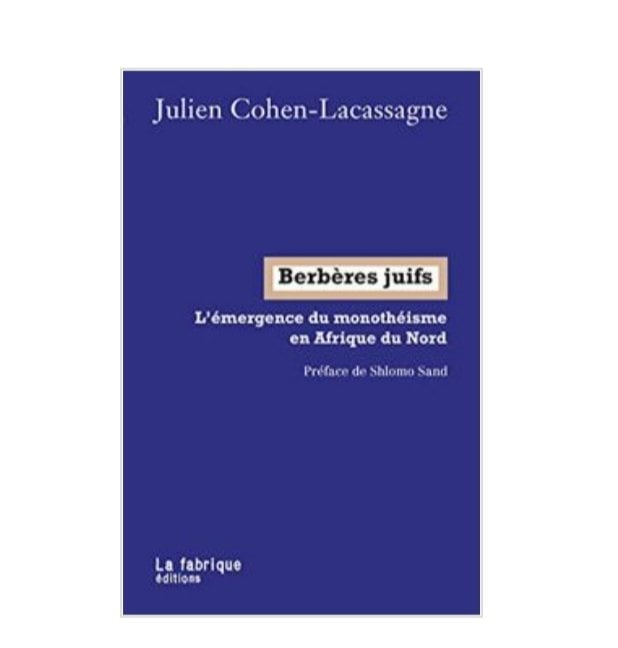 Julien Cohen-Lacassagne
Berbères juifs
L'émergence du monothéisme
en Afrique du Nord
Préface de Shlomo Sand
La fabrique
éditions